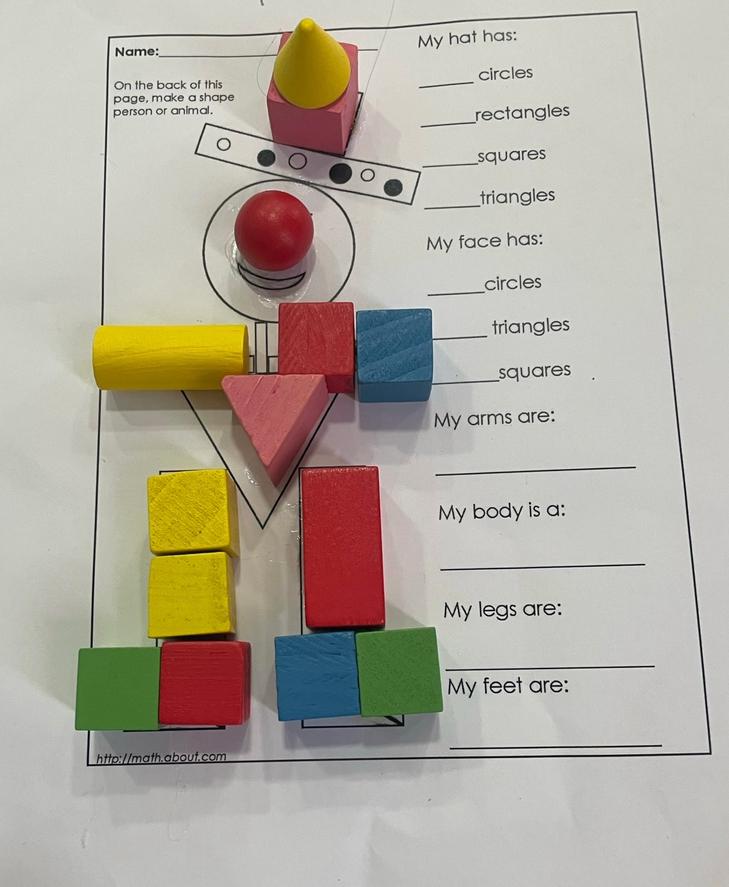 Name:
On the back of this
page, make a shape
person or animal.
My hat has:
circles
rectangles
squares
triangles
My face has:
circles
triangles
squares
My arms are:
My body is a:
My legs are:
My feet are:
http://math.about.com